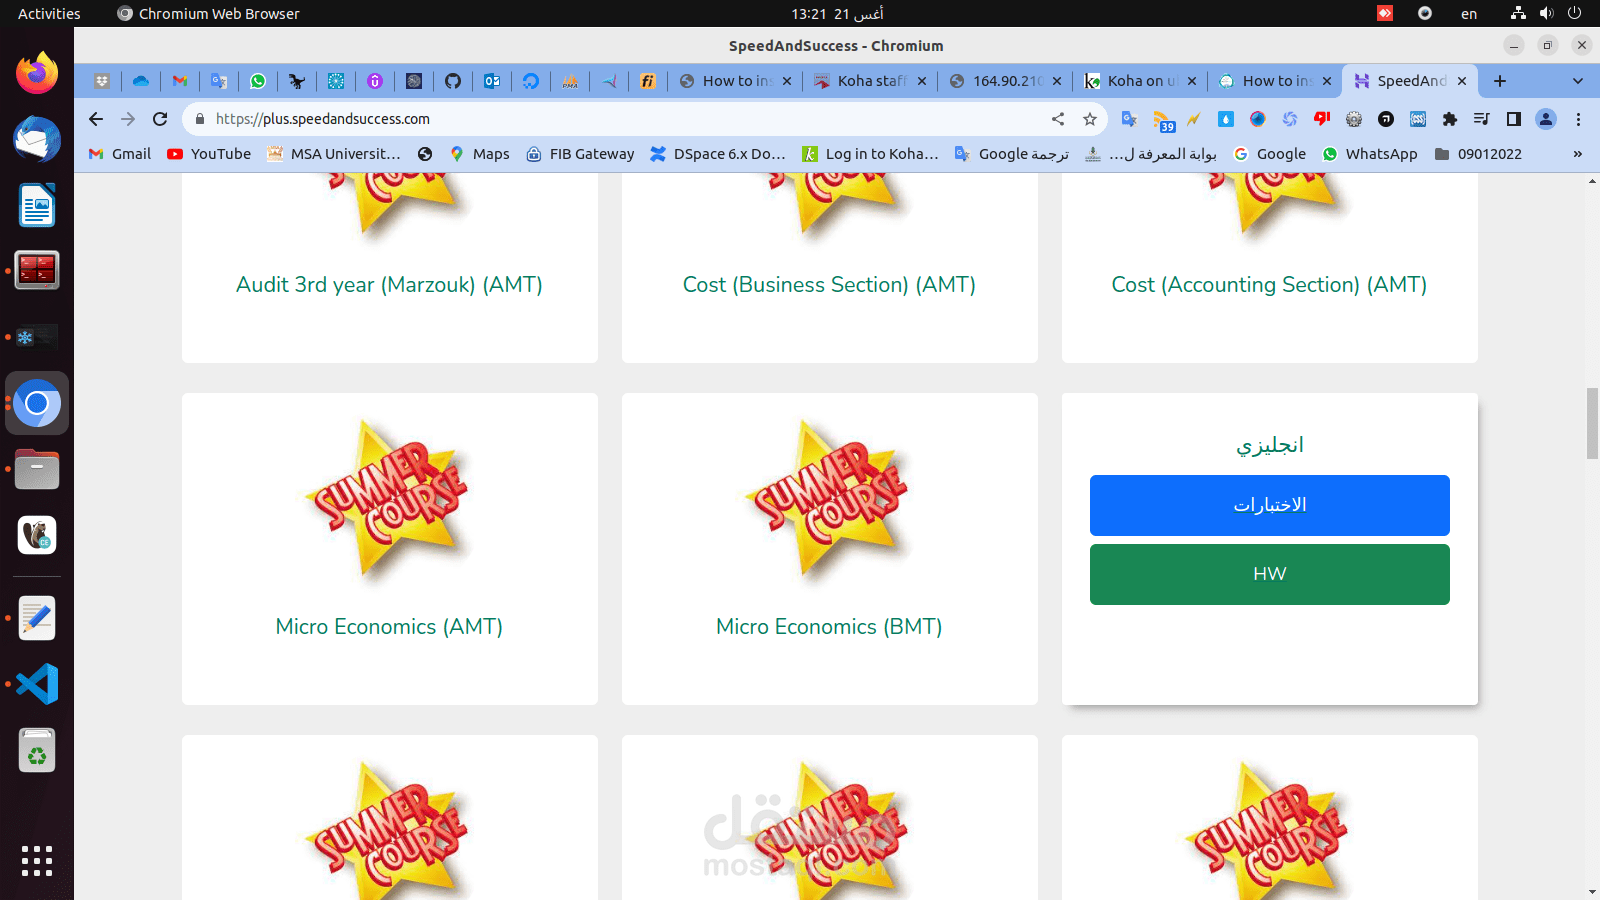 Activities
Chromium Web Browser
13:21 21 أغس
en
SpeedAndSuccess - Chromium
How to ins
Koha staff
164.90.210
Koha on ub
How to ins
SpeedAnd
https://plus.speedandsuccess.com
39
Gmail
YouTube
MSA Universit...
Maps
FIB Gateway
DSpace 6.x Do...
Log in to Koha...
ترجمة Google
بوابة المعرفة ل...
Google
WhatsApp
09012022
»
Audit 3rd year (Marzouk) (AMT)
Cost (Business Section) (AMT)
Cost (Accounting Section) (AMT)
SUMMER COURSE
Micro Economics (AMT)
SUMMER COURSE
Micro Economics (BMT)
انجليزي
الاختبارات
HW
SUMMER COURSE
SUMMER COURSE
SUMMER COURSE